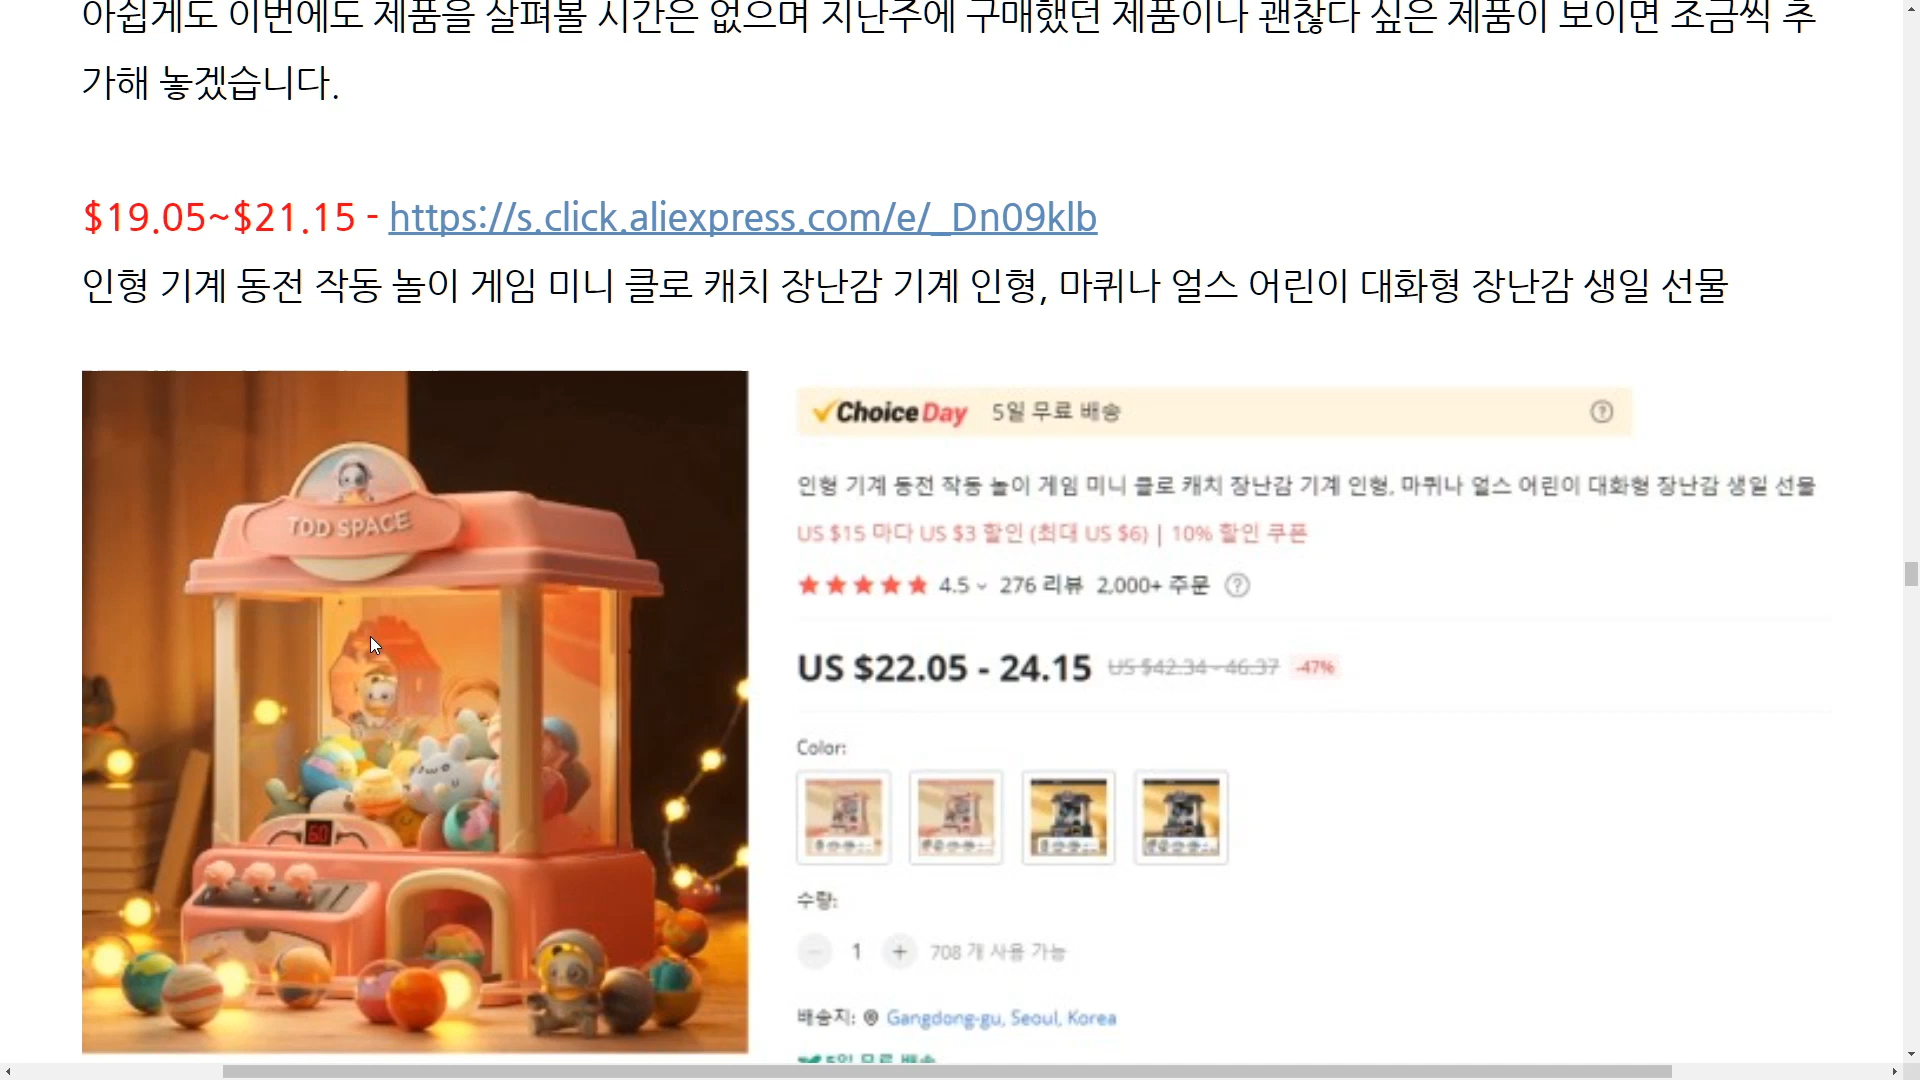 아쉽게도 이번에도 제품을 살펴볼 시간은 없으며 지난주에 구매했던 제품이나 괜찮다 싶은 제품이 보이면 조금씩 추
가해 놓겠습니다.
$19.05~$21.15 - https://s.click.aliexpress.com/e/_Dn09klb
인형 기계 동전 작동 놀이 게임 미니 클로 캐치 장난감 기계 인형, 마퀴나 얼스 어린이 대화형 장난감 생일 선물
TDD SPACE
60
Choice Day 5일 무료 배송
인형 기계 동전 작동 놀이 게임 미니 클로 캐치 장난감 기계 인형, 마퀴나 얼스 어린이 대화형 장난감 생일 선물
US $15 마다 US $3 할인 (최대 US $6) | 10% 할인 쿠폰
4.5 276 리뷰 2,000+ 주문
US $22.05 - 24.15 US $42.34 - 46.37 -47%
Color:
수량:
1 + 708 개 사용 가능
배송지: Gangdong-gu, Seoul, Korea
5일 무료 배송